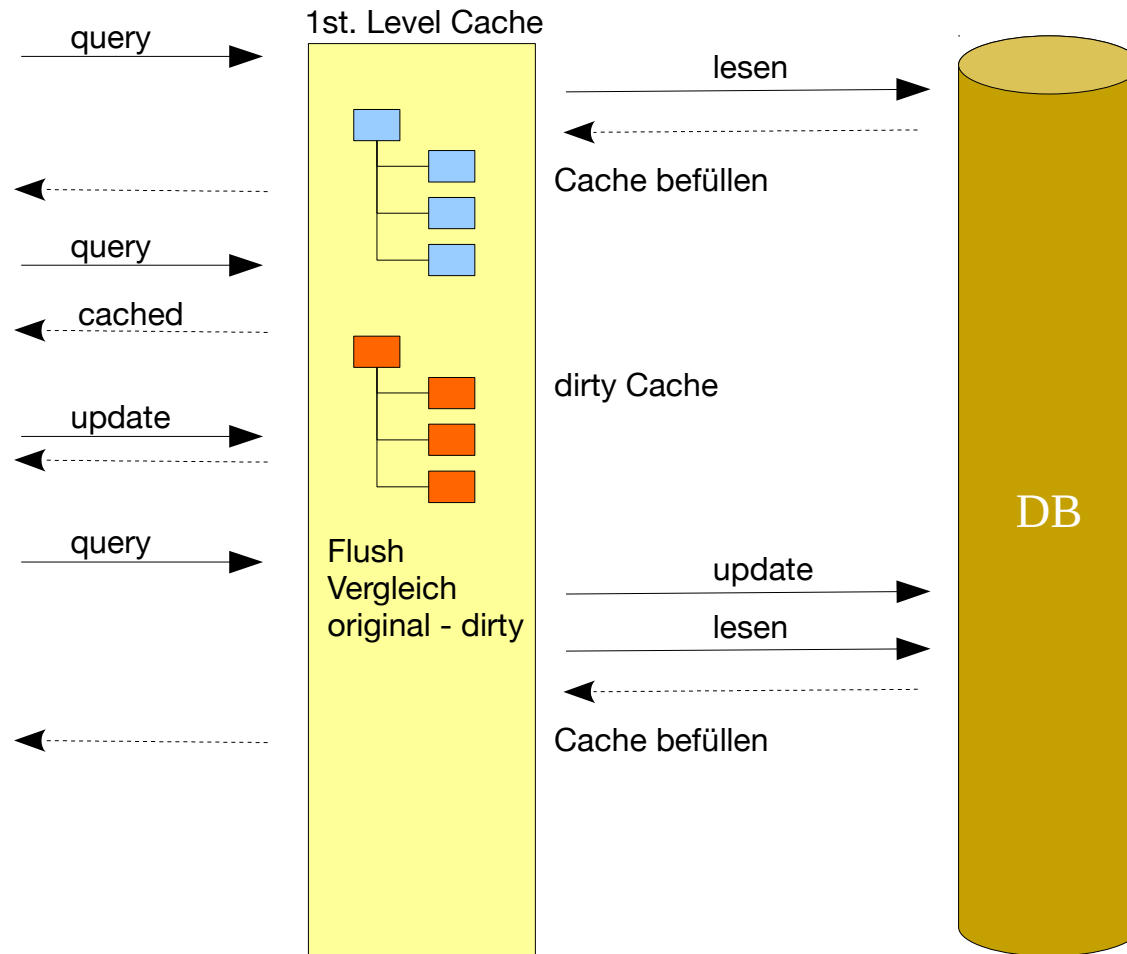 1st. Level Cache
query
lesen
Cache befüllen
query
cached
dirty Cache
update
DB
query
Flush
Vergleich
original - dirty
update
lesen
Cache befüllen